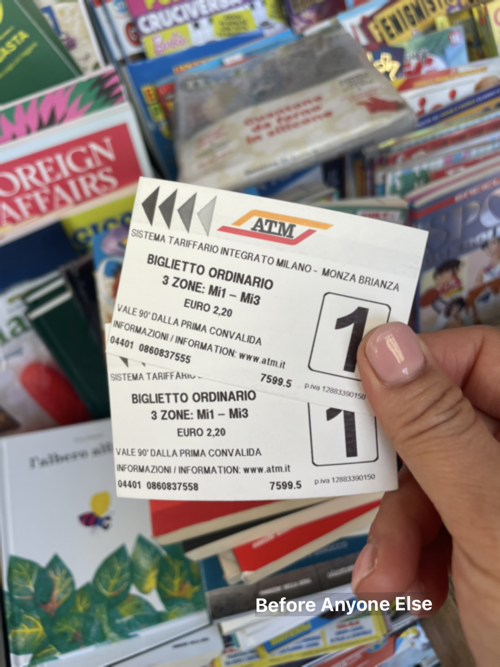 CRUCIVERBA
FOREIGN
AFFAIRS
ATM
SISTEMA TARIFFARIO INTEGRATO MILANO - MONZA BRIANZA
BIGLIETTO ORDINARIO
3 ZONE: Mi1 – Mi3
EURO 2,20
VALE 90' DALLA PRIMA CONVALIDA
INFORMAZIONI / INFORMATION: www.atm.it
04401 0860837555
7599.5
1
p.iva 12883390150
SISTEMA TARIFFARIO
BIGLIETTO ORDINARIO
3 ZONE: Mi1 – Mi3
EURO 2,20
VALE 90' DALLA PRIMA CONVALIDA
INFORMAZIONI / INFORMATION: www.atm.it
04401 0860837558
7599.5
1
p.iva 12883390150
l'albero
Before Anyone Else